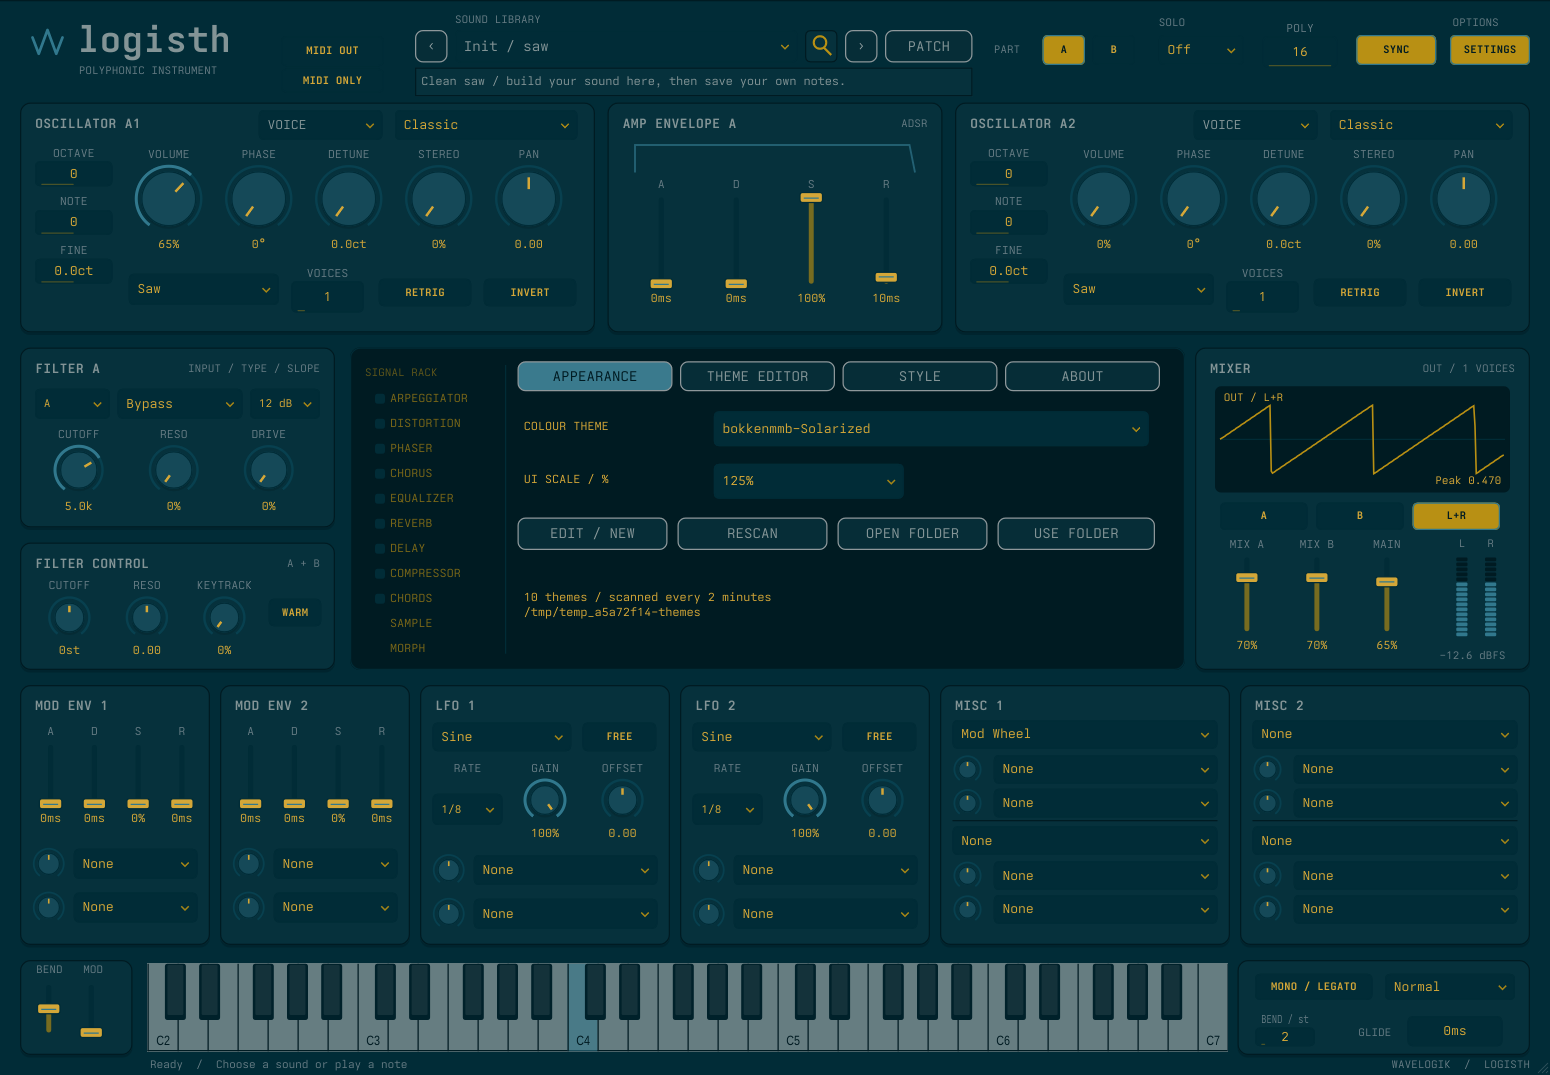 logisth
POLYPHONIC INSTRUMENT
MIDI OUT
MIDI ONLY
SOUND LIBRARY
‹ Init / saw › PATCH
Clean saw / build your sound here, then save your own notes.
PART A B
SOLO
Off
POLY
16
SYNC
OPTIONS
SETTINGS
OSCILLATOR A1 VOICE Classic
OCTAVE VOLUME PHASE DETUNE STEREO PAN
0
NOTE
0
FINE
65% 0° 0.0ct 0% 0.00
0.0ct
Saw
VOICES
1
RETRIG INVERT
AMP ENVELOPE A ADSR
A D S R
0ms 0ms 100% 10ms
OSCILLATOR A2 VOICE Classic
OCTAVE VOLUME PHASE DETUNE STEREO PAN
0
NOTE
0
FINE
0% 0° 0.0ct 0% 0.00
0.0ct
Saw
VOICES
1
RETRIG INVERT
FILTER A INPUT / TYPE / SLOPE
A Bypass 12 dB
CUTOFF RESO DRIVE
5.0k 0% 0%
FILTER CONTROL A + B
CUTOFF RESO KEYTRACK
WARM
0st 0.00 0%
SIGNAL RACK
ARPEGGIATOR
DISTORTION
PHASER
CHORUS
EQUALIZER
REVERB
DELAY
COMPRESSOR
CHORDS
SAMPLE
MORPH
APPEARANCE THEME EDITOR STYLE ABOUT
COLOUR THEME bokkenmmb-Solarized
UI SCALE / % 125%
EDIT / NEW RESCAN OPEN FOLDER USE FOLDER
10 themes / scanned every 2 minutes
/tmp/temp_a5a72f14-themes
MIXER OUT / 1 VOICES
OUT / L+R
Peak 0.470
A B L+R
MIX A MIX B MAIN L R
70% 70% 65%
-12.6 dBFS
MOD ENV 1
A D S R
0ms 0ms 0% 0ms
None
None
MOD ENV 2
A D S R
0ms 0ms 0% 0ms
None
None
LFO 1
Sine FREE
RATE GAIN OFFSET
1/8
100% 0.00
None
None
LFO 2
Sine FREE
RATE GAIN OFFSET
1/8
100% 0.00
None
None
MISC 1
Mod Wheel
None
None
None
None
None
MISC 2
None
None
None
None
None
None
BEND MOD
C2 C3 C4 C5 C6 C7
MONO / LEGATO Normal
BEND / st
2
GLIDE 0ms
Ready / Choose a sound or play a note
WAVELOGIK / LOGISTH